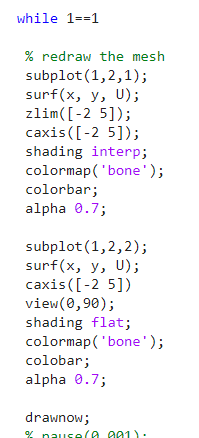 while 1==1
% redraw the mesh
subplot(1,2,1);
surf(x, y, U);
zlim([-2 5]);
caxis([-2 5]);
shading interp;
colormap('bone');
colorbar;
alpha 0.7;
subplot(1,2,2);
surf(x, y, U);
caxis([-2 5])
view(0,90);
shading flat;
colormap('bone');
colobar;
alpha 0.7;
drawnow;
% pause(0.001);